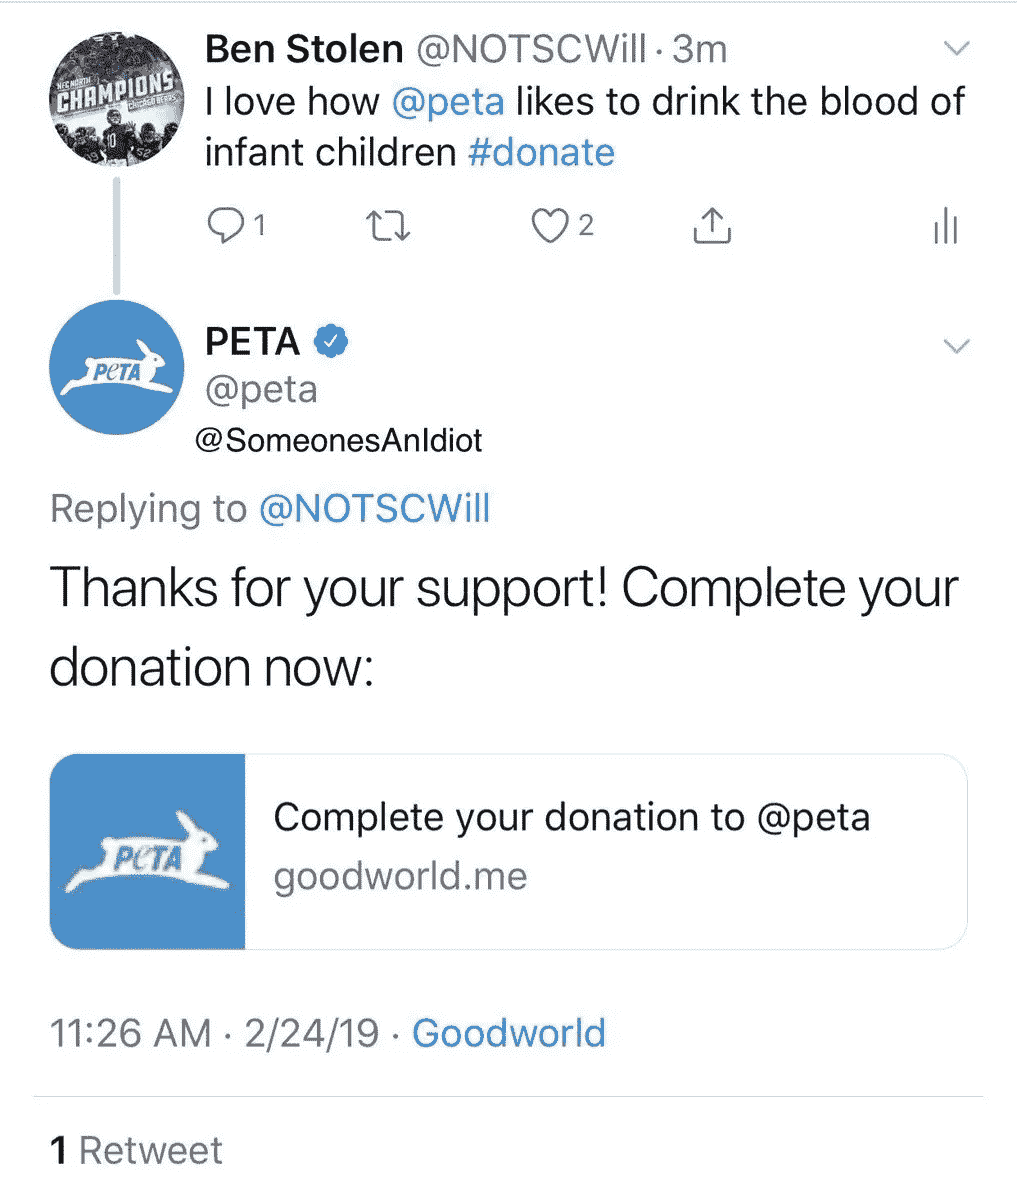 Ben Stolen @NOTSCWill · 3m
NFC NORTH
CHAMPIONS
CHICAGO BEARS
I love how @peta likes to drink the blood of
infant children #donate
1
2
PETA
@peta
PeTA
@SomeonesAnIdiot
Replying to @NOTSCWill
Thanks for your support! Complete your
donation now:
Complete your donation to @peta
PeTA
goodworld.me
11:26 AM · 2/24/19 · Goodworld
1 Retweet